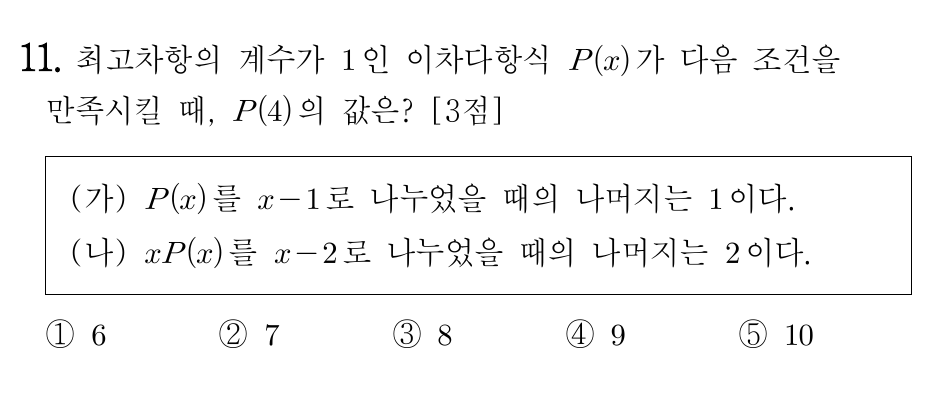 11. 최고차항의 계수가 1인 이차다항식 P(x)가 다음 조건을
만족시킬 때, P(4)의 값은? [3점]
(가) P(x)를 x-1로 나누었을 때의 나머지는 1이다.
(나) xP(x)를 x-2로 나누었을 때의 나머지는 2이다.
① 6 ② 7 ③ 8 ④ 9 ⑤ 10